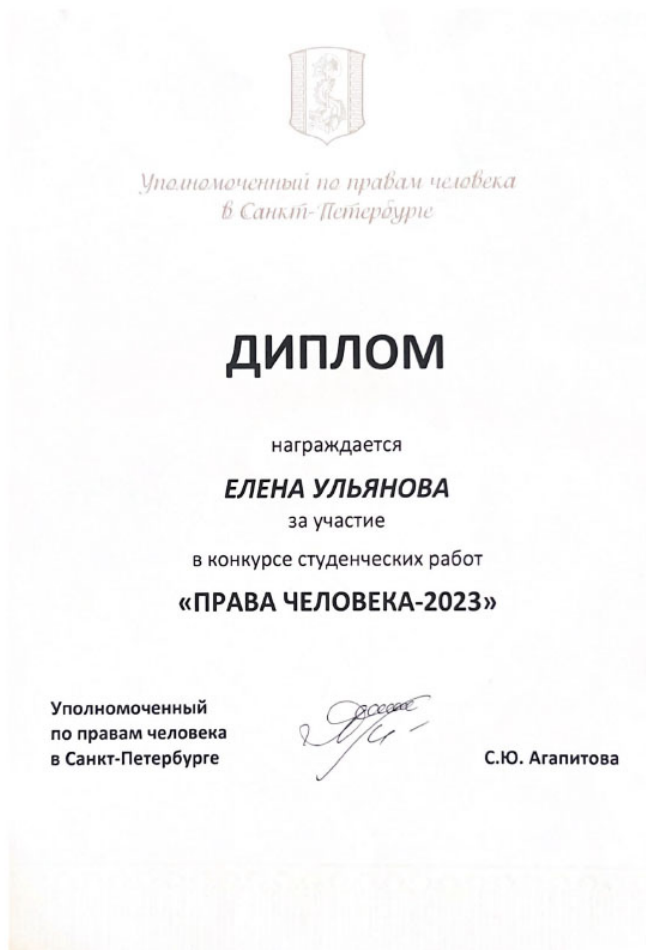 Уполномоченный по правам человека
в Санкт-Петербурге
ДИПЛОМ
награждается
ЕЛЕНА УЛЬЯНОВА
за участие
в конкурсе студенческих работ
«ПРАВА ЧЕЛОВЕКА-2023»
Уполномоченный
по правам человека
в Санкт-Петербурге
С.Ю. Агапитова